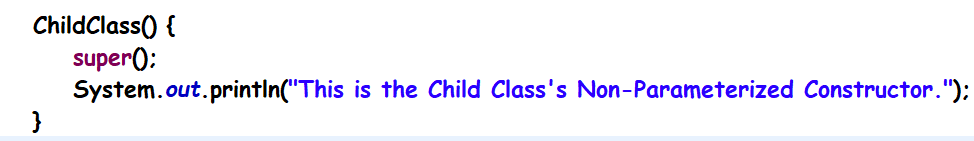 ChildClass() {
super();
System.out.println("This is the Child Class's Non-Parameterized Constructor.");
}